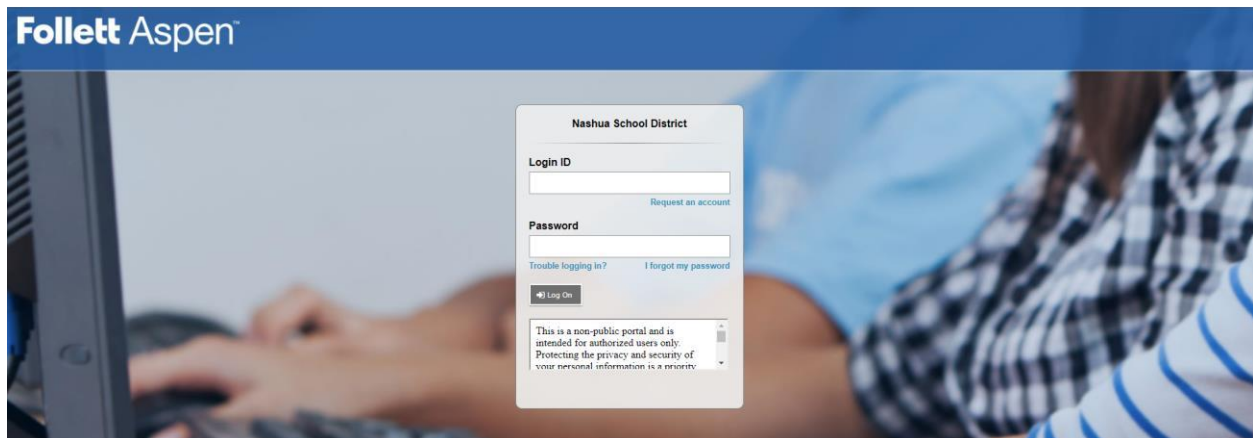 Follett Aspen™
Nashua School District
Login ID
Request an account
Password
Trouble logging in? I forgot my password
Log On
This is a non-public portal and is
intended for authorized users only.
Protecting the privacy and security of
your personal information is a priority